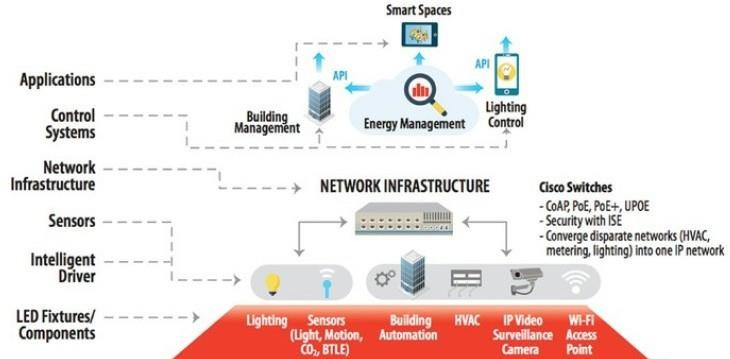 Smart Spaces
API
API
Applications
Control
Systems
Building
Management
Energy Management
Lighting
Control
Network
Infrastructure
NETWORK INFRASTRUCTURE
Cisco Switches
- CoAP, PoE, PoE+, UPOE
- Security with ISE
- Converge disparate networks (HVAC,
metering, lighting) into one IP network
Sensors
Intelligent
Driver
LED Fixtures/
Components
Lighting
Sensors
(Light, Motion,
CO₂, BTLE)
Building
Automation
HVAC
IP Video
Surveillance
Camera
Wi-Fi
Access
Point